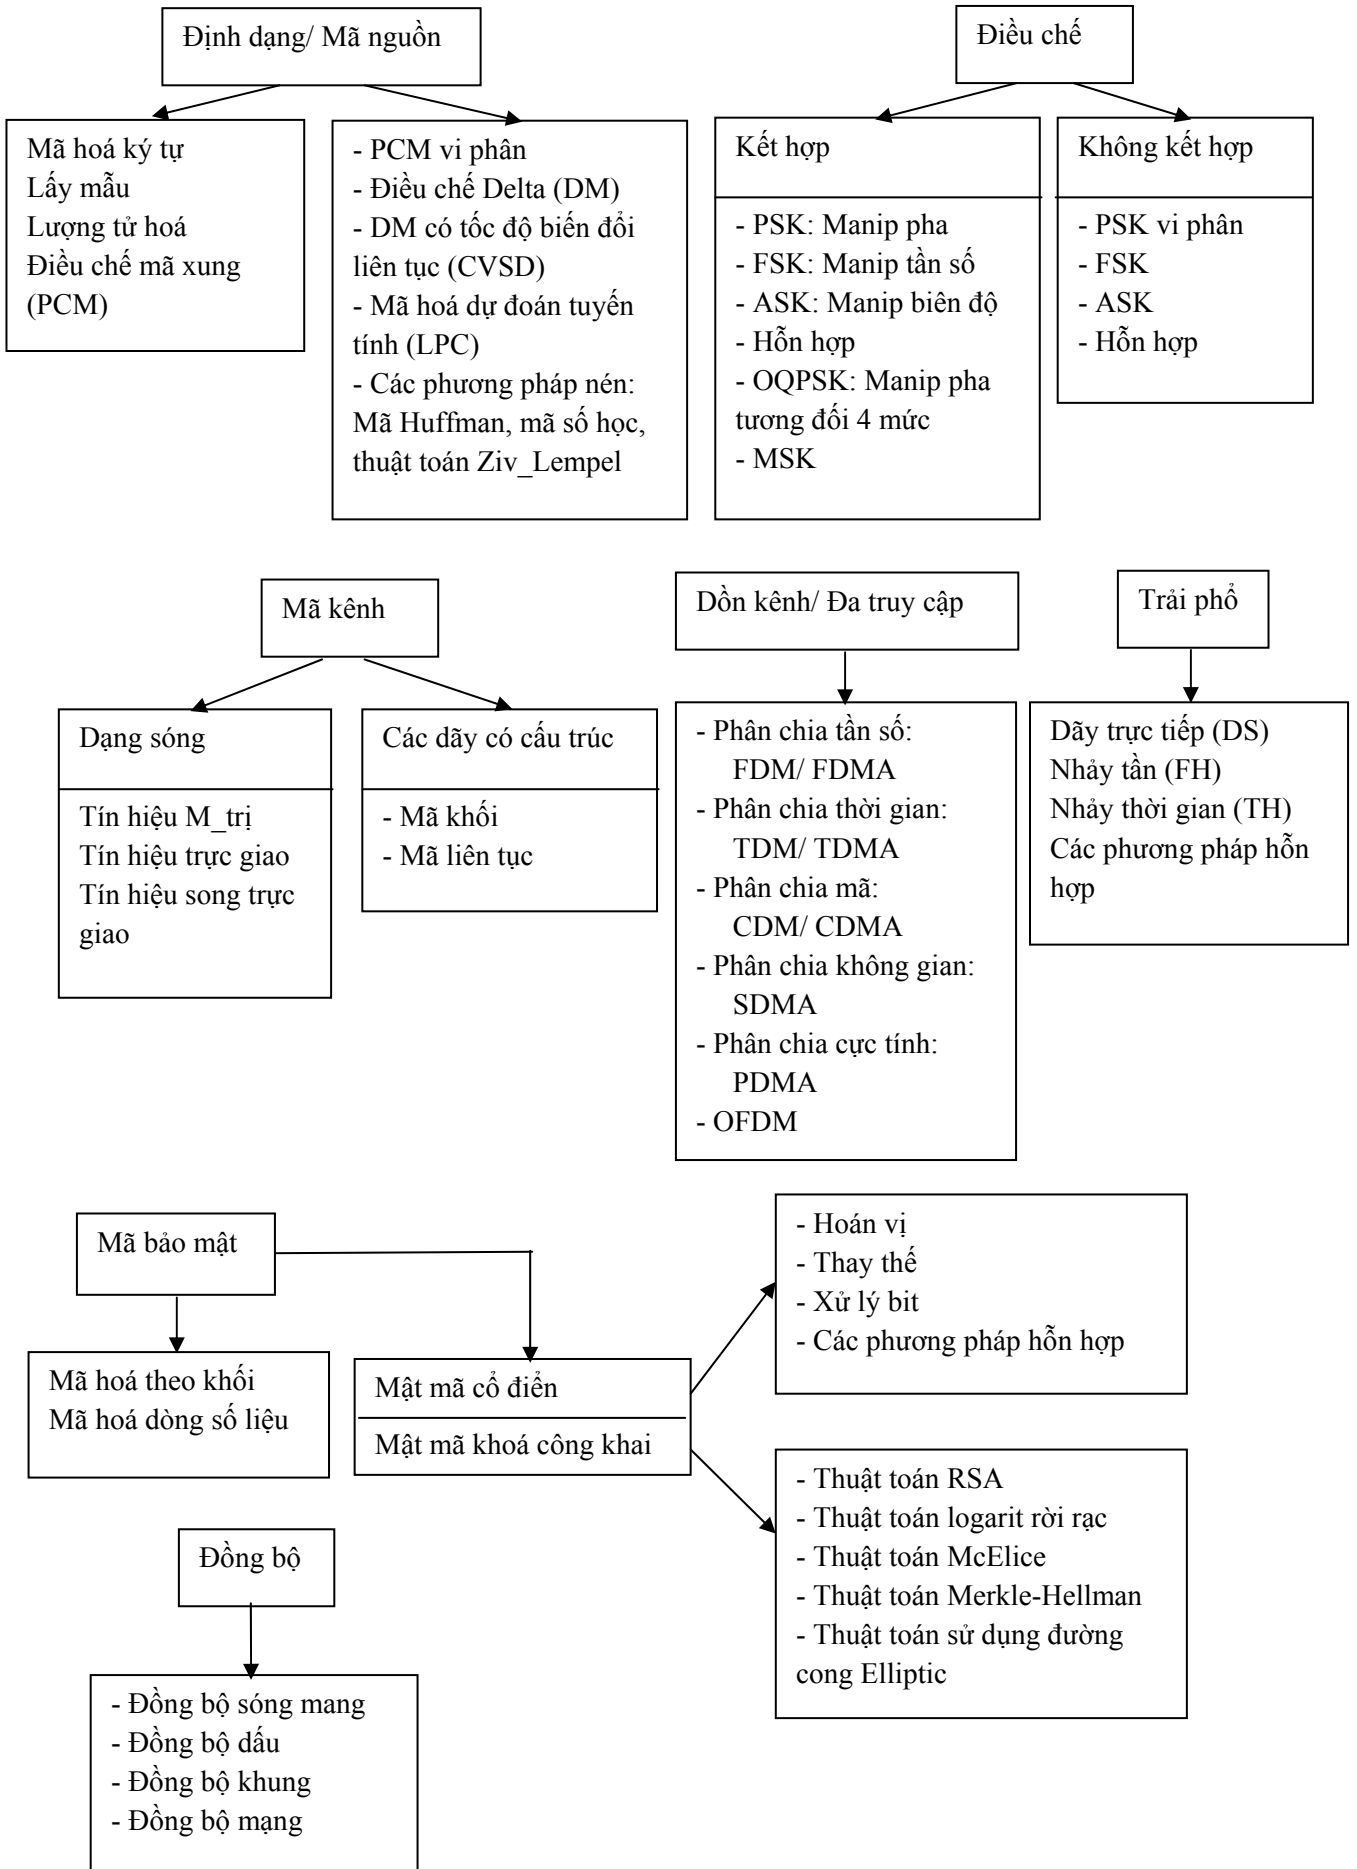 Định dạng/ Mã nguồn
Điều chế
Mã hoá ký tự
Lấy mẫu
Lượng tử hoá
Điều chế mã xung
(PCM)
- PCM vi phân
- Điều chế Delta (DM)
- DM có tốc độ biến đổi
liên tục (CVSD)
- Mã hoá dự đoán tuyến
tính (LPC)
- Các phương pháp nén:
Mã Huffman, mã số học,
thuật toán Ziv_Lempel
Kết hợp
- PSK: Manip pha
- FSK: Manip tần số
- ASK: Manip biên độ
- Hỗn hợp
- OQPSK: Manip pha
tương đối 4 mức
- MSK
Không kết hợp
- PSK vi phân
- FSK
- ASK
- Hỗn hợp
Mã kênh
Dồn kênh/ Đa truy cập
Trải phổ
Dạng sóng
Tín hiệu M_trị
Tín hiệu trực giao
Tín hiệu song trực
giao
Các dãy có cấu trúc
- Mã khối
- Mã liên tục
- Phân chia tần số:
FDM/ FDMA
- Phân chia thời gian:
TDM/ TDMA
- Phân chia mã:
CDM/ CDMA
- Phân chia không gian:
SDMA
- Phân chia cực tính:
PDMA
- OFDM
Dãy trực tiếp (DS)
Nhảy tần (FH)
Nhảy thời gian (TH)
Các phương pháp hỗn
hợp
Mã bảo mật
Mã hoá theo khối
Mã hoá dòng số liệu
Mật mã cổ điển
Mật mã khoá công khai
- Hoán vị
- Thay thế
- Xử lý bit
- Các phương pháp hỗn hợp
- Thuật toán RSA
- Thuật toán logarit rời rạc
- Thuật toán McElice
- Thuật toán Merkle-Hellman
- Thuật toán sử dụng đường
cong Elliptic
Đồng bộ
- Đồng bộ sóng mang
- Đồng bộ dấu
- Đồng bộ khung
- Đồng bộ mạng